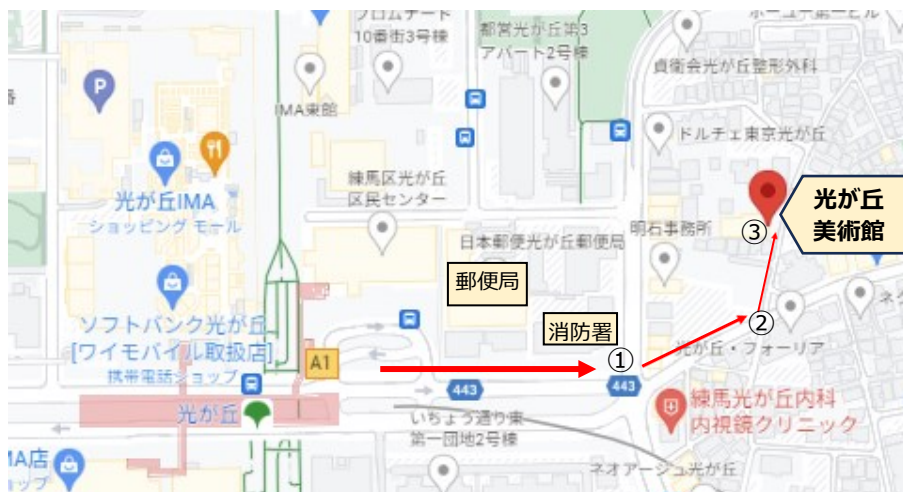 プロムナード
10番街3号棟
都営光が丘第3
アパート2号棟
貞衛会光が丘整形外科
P
IMA東館
ドルチェ東京光が丘
光が丘IMA
ショッピング モール
練馬区光が丘
区民センター
日本郵便光が丘郵便局
明石事務所
③
光が丘
美術館
郵便局
消防署
ソフトバンク光が丘
[ワイモバイル取扱店]
携帯電話ショップ
A1
①
②
ネク
光が丘・フォーリア
443
443
光が丘
いちょう通り東
第一団地2号棟
練馬光が丘内科
内視鏡クリニック
MA店
ョップ
ネオアージュ光が丘